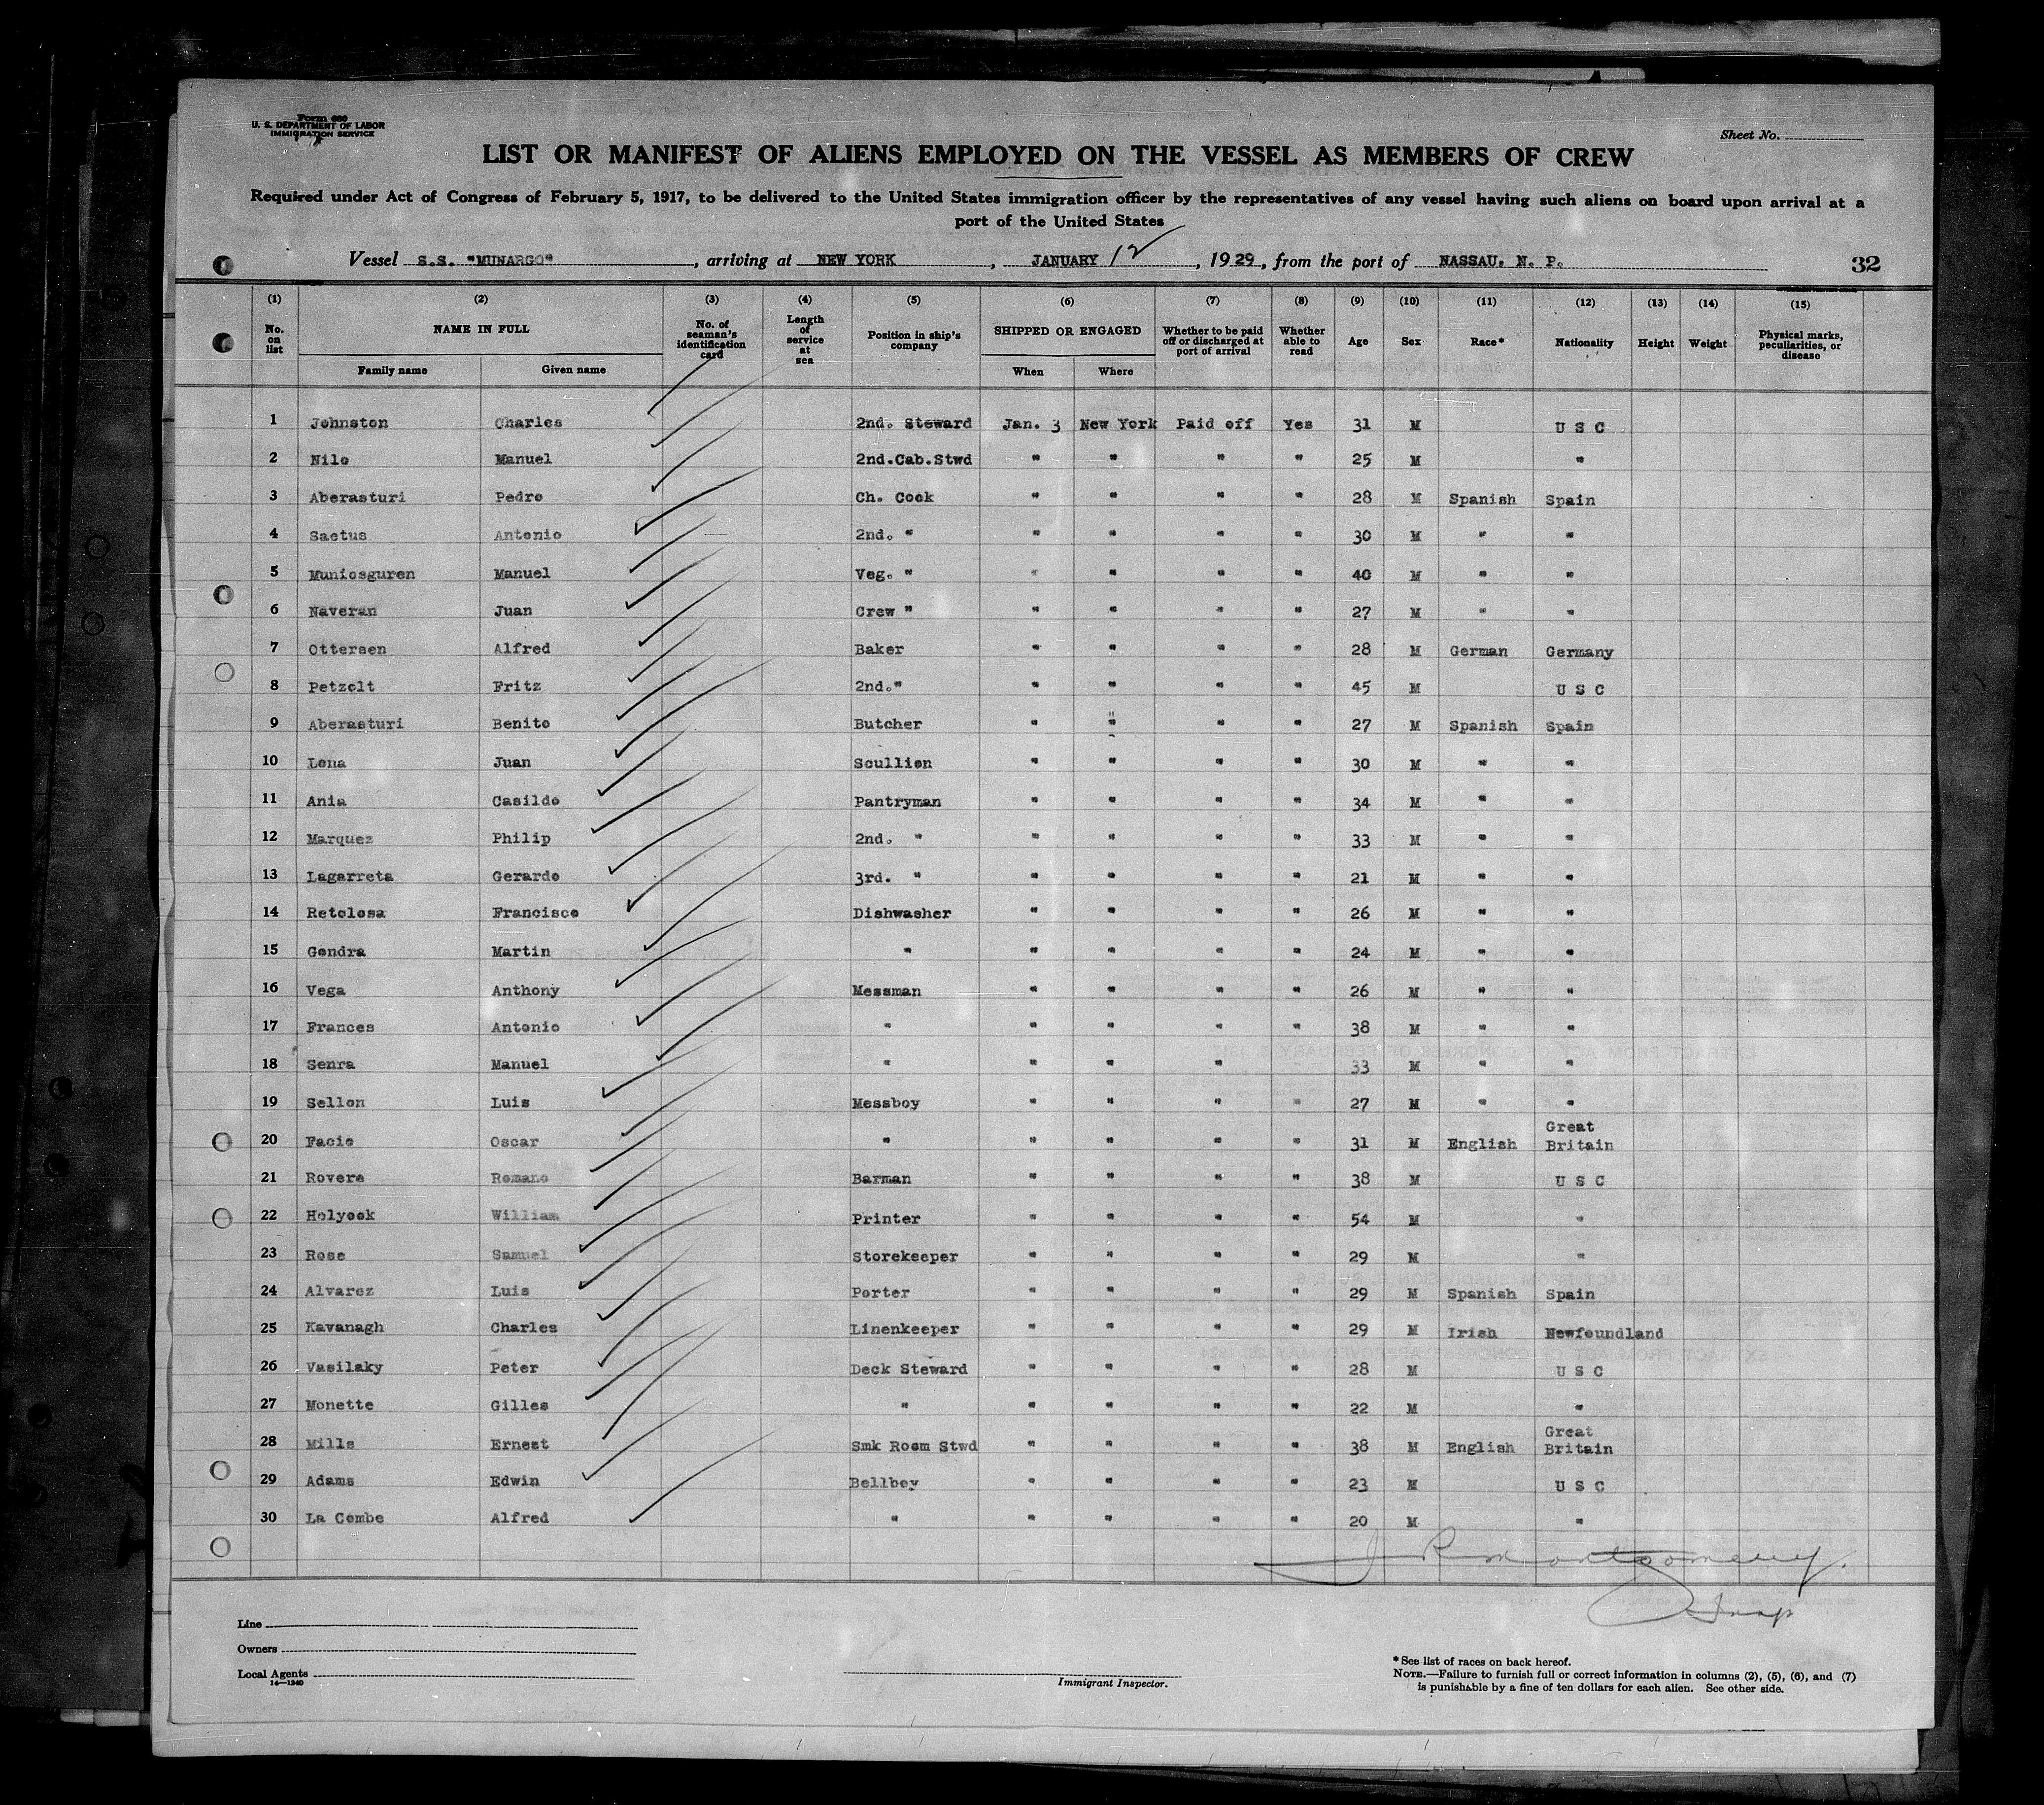 Form 680
U. S. DEPARTMENT OF LABOR
IMMIGRATION SERVICE
Sheet No.
LIST OR MANIFEST OF ALIENS EMPLOYED ON THE VESSEL AS MEMBERS OF CREW
Required under Act of Congress of February 5, 1917, to be delivered to the United States immigration officer by the representatives of any vessel having such aliens on board upon arrival at a
port of the United States
Vessel S.S. "MUNARGO", arriving at NEW YORK, JANUARY 12, 1929, from the port of NASSAU. N. P.
32
(1) (2) (3) (4) (5) (6) (7) (8) (9) (10) (11) (12) (13) (14) (15)
No. on list NAME IN FULL Family name Given name No. of seaman's identification card Length of service at sea Position in ship's company SHIPPED OR ENGAGED When Where Whether to be paid off or discharged at port of arrival Whether able to read Age Sex Race* Nationality Height Weight Physical marks, peculiarities, or disease
1 Johnston Charles 2nd. Steward Jan. 3 New York Paid off Yes 31 M U S C
2 Nilo Manuel 2nd.Cab.Stwd " " " " 25 M "
3 Aberasturi Pedro Ch. Cook " " " " 28 M Spanish Spain
4 Sactus Antonio 2nd. " " " " " 30 M " "
5 Muniosguren Manuel Veg. " " " " " 40 M " "
6 Naveran Juan Crew " " " " " 27 M " "
7 Ottersen Alfred Baker " " " " 28 M German Germany
8 Petzolt Fritz 2nd." " " " " 45 M U S C
9 Aberasturi Benito Butcher " " " " 27 M Spanish Spain
10 Lona Juan Scullion " " " " 30 M " "
11 Ania Casildo Pantryman " " " " 34 M " "
12 Marquez Philip 2nd. " " " " " 33 M " "
13 Lagarreta Gerardo 3rd. " " " " " 21 M " "
14 Retolosa Francisco Dishwasher " " " " 26 M " "
15 Gondra Martin " " " " " 24 M " "
16 Vega Anthony Messman " " " " 26 M " "
17 Frances Antonio " " " " " 38 M " "
18 Senra Manuel " " " " 33 M " "
19 Sellon Luis Messboy " " " " 27 M " "
20 Facio Oscar " " " " " 31 M English Great Britain
21 Rovere Romano Barman " " " " 38 M U S C
22 Holyook William Printer " " " " 54 M "
23 Rose Samuel Storekeeper " " " " 29 M "
24 Alvarez Luis Porter " " " " 29 M Spanish Spain
25 Kavanagh Charles Linenkeeper " " " " 29 M Irish Newfoundland
26 Vasilaky Peter Deck Steward " " " " 28 M U S C
27 Monette Gilles " " " " " 22 M "
28 Mills Ernest Smk Room Stwd " " " " 38 M English Great Britain
29 Adams Edwin Bellboy " " " " 23 M U S C
30 La Combe Alfred " " " " " 20 M "
J R Montgomery.
Insp
Line
Owners
Local Agents
14—1240
Immigrant Inspector.
* See list of races on back hereof.
NOTE.—Failure to furnish full or correct information in columns (2), (5), (6), and (7)
is punishable by a fine of ten dollars for each alien. See other side.